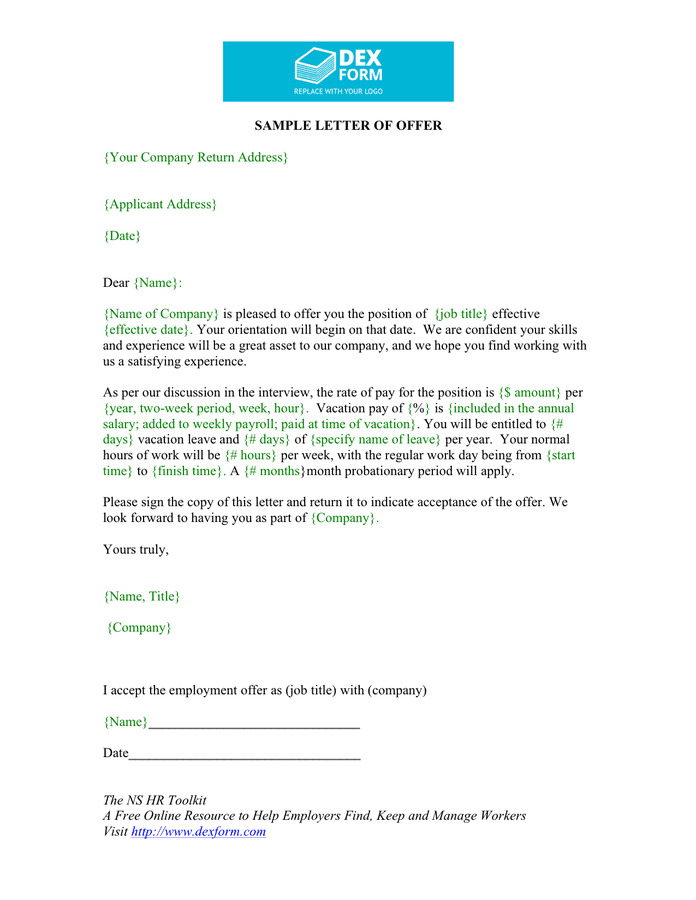 DEX
FORM
REPLACE WITH YOUR LOGO
SAMPLE LETTER OF OFFER
{Your Company Return Address}
{Applicant Address}
{Date}
Dear {Name}:
{Name of Company} is pleased to offer you the position of  {job title} effective
{effective date}. Your orientation will begin on that date.  We are confident your skills
and experience will be a great asset to our company, and we hope you find working with
us a satisfying experience.
As per our discussion in the interview, the rate of pay for the position is {$ amount} per
{year, two-week period, week, hour}.  Vacation pay of {%} is {included in the annual
salary; added to weekly payroll; paid at time of vacation}. You will be entitled to {#
days} vacation leave and {# days} of {specify name of leave} per year.  Your normal
hours of work will be {# hours} per week, with the regular work day being from {start
time} to {finish time}. A {# months}month probationary period will apply.
Please sign the copy of this letter and return it to indicate acceptance of the offer. We
look forward to having you as part of {Company}.
Yours truly,
{Name, Title}
{Company}
I accept the employment offer as (job title) with (company)
{Name}_______________________________
Date__________________________________
The NS HR Toolkit
A Free Online Resource to Help Employers Find, Keep and Manage Workers
Visit http://www.dexform.com